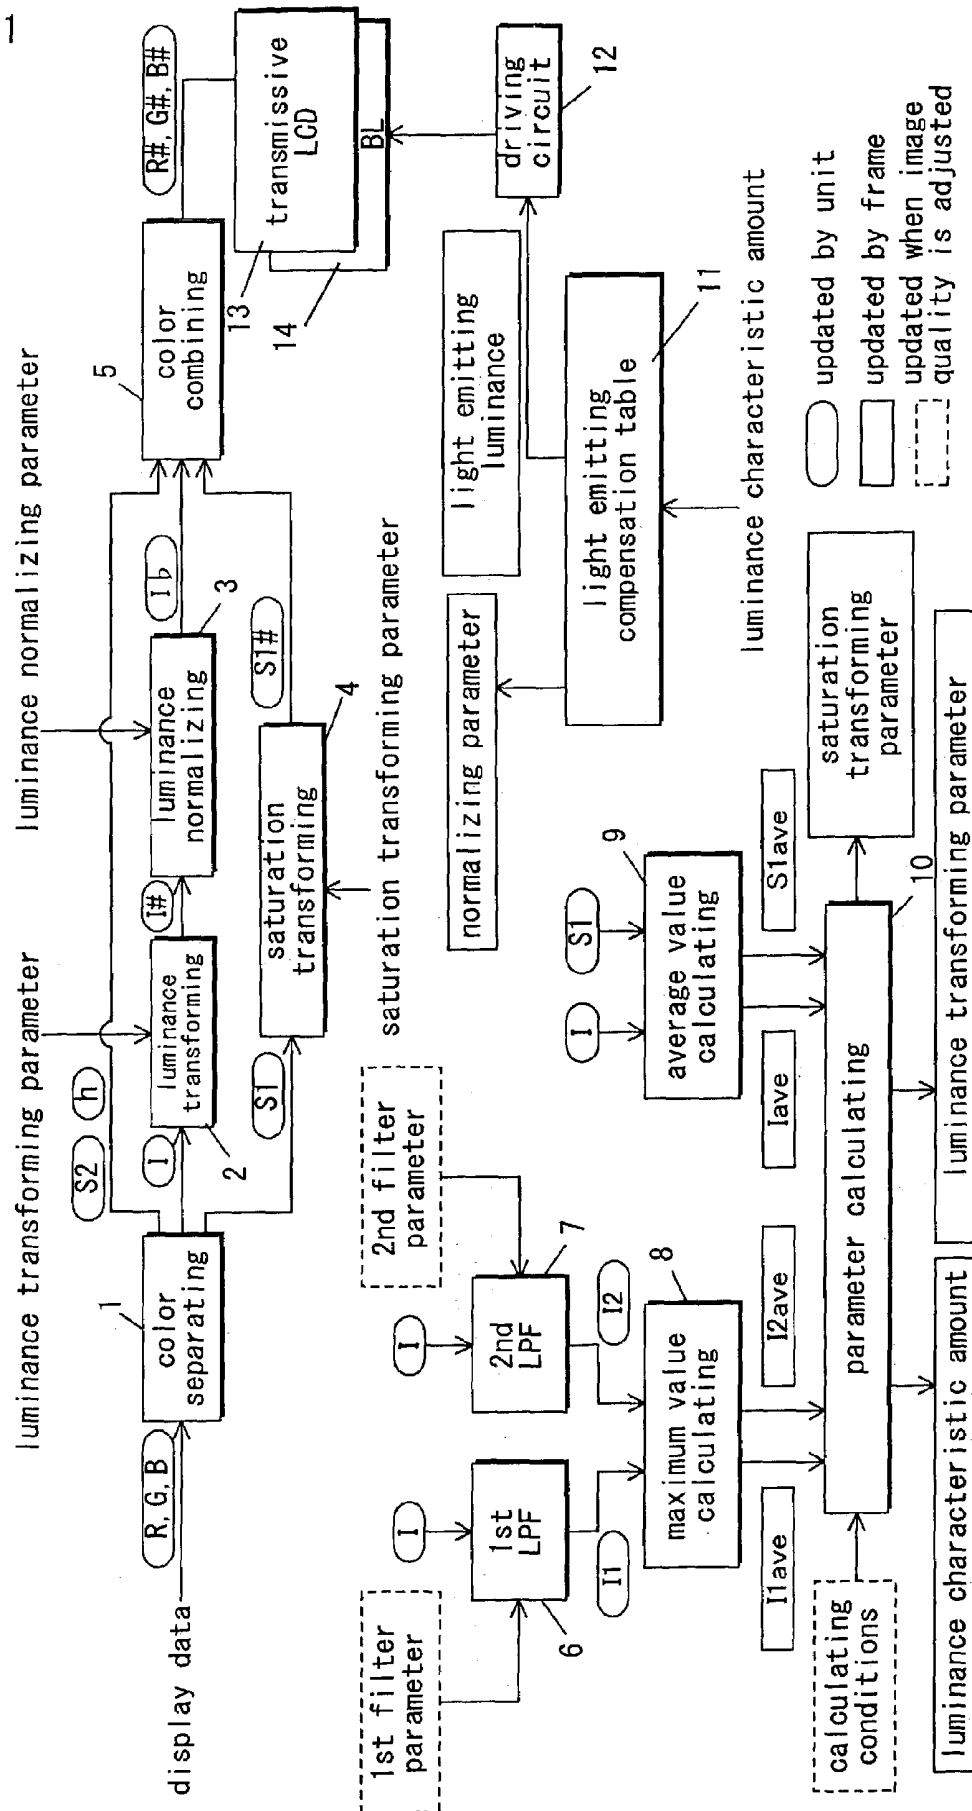 1
luminance transforming parameter
luminance normalizing parameter
display data
R, G, B
1
color
separating
S2
h
I
2
luminance
transforming
I#
luminance
normalizing
3
I♭
5
color
combining
R#, G#, B#
S1
saturation
transforming
4
S1#
saturation transforming parameter
13
transmissive
LCD
14
BL
driving
circuit
12
1st filter
parameter
I
1st
LPF
6
I1
2nd filter
parameter
I
2nd
LPF
7
I2
maximum value
calculating
8
I1ave
I2ave
I
S1
average value
calculating
9
Iave
S1ave
normalizing parameter
light emitting
luminance
light emitting
compensation table
11
luminance characteristic amount
calculating
conditions
parameter calculating
10
saturation
transforming
parameter
luminance characteristic amount
luminance transforming parameter
updated by unit
updated by frame
updated when image
quality is adjusted